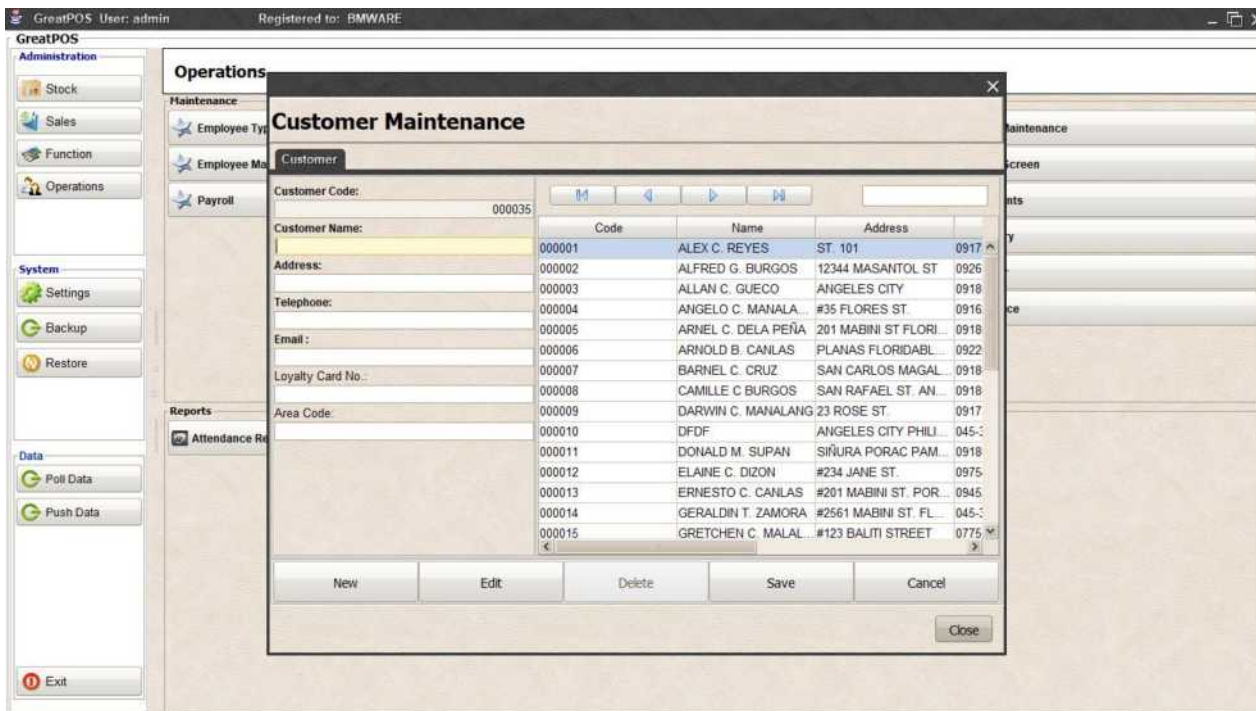 GreatPOS User: admin Registered to: BMWARE
GreatPOS
Administration
Stock
Sales
Function
Operations
System
Settings
Backup
Restore
Data
Poll Data
Push Data
Exit
Operations
Maintenance
Employee Typ
Employee Ma
Payroll
Reports
Attendance Re
Maintenance
Screen
nts
ry
ce
Customer Maintenance
Customer
Customer Code:
000035
Customer Name:
Address:
Telephone:
Email :
Loyalty Card No.:
Area Code:
Code Name Address
000001 ALEX C. REYES ST. 101 0917
000002 ALFRED G. BURGOS 12344 MASANTOL ST 0926
000003 ALLAN C. GUECO ANGELES CITY 0918
000004 ANGELO C. MANALA... #35 FLORES ST. 0916
000005 ARNEL C. DELA PEÑA 201 MABINI ST FLORI... 0918
000006 ARNOLD B. CANLAS PLANAS FLORIDABL... 0922
000007 BARNEL C. CRUZ SAN CARLOS MAGAL... 0918
000008 CAMILLE C BURGOS SAN RAFAEL ST. AN... 0918
000009 DARWIN C. MANALANG 23 ROSE ST. 0917
000010 DFDF ANGELES CITY PHILI... 045-
000011 DONALD M. SUPAN SIÑURA PORAC PAM... 0918
000012 ELAINE C. DIZON #234 JANE ST. 0975
000013 ERNESTO C. CANLAS #201 MABINI ST. POR... 0945
000014 GERALDIN T. ZAMORA #2561 MABINI ST. FL... 045-
000015 GRETCHEN C. MALAL... #123 BALITI STREET 0775
New Edit Delete Save Cancel
Close